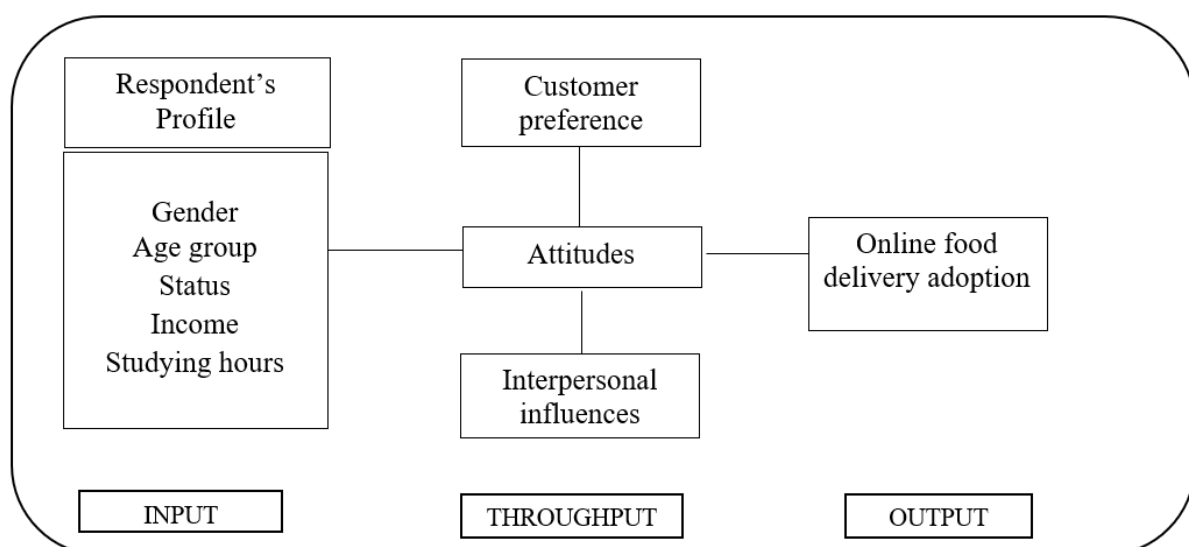 Respondent’s
Profile
Gender
Age group
Status
Income
Studying hours
Customer
preference
Attitudes
Interpersonal
influences
Online food
delivery adoption
INPUT
THROUGHPUT
OUTPUT